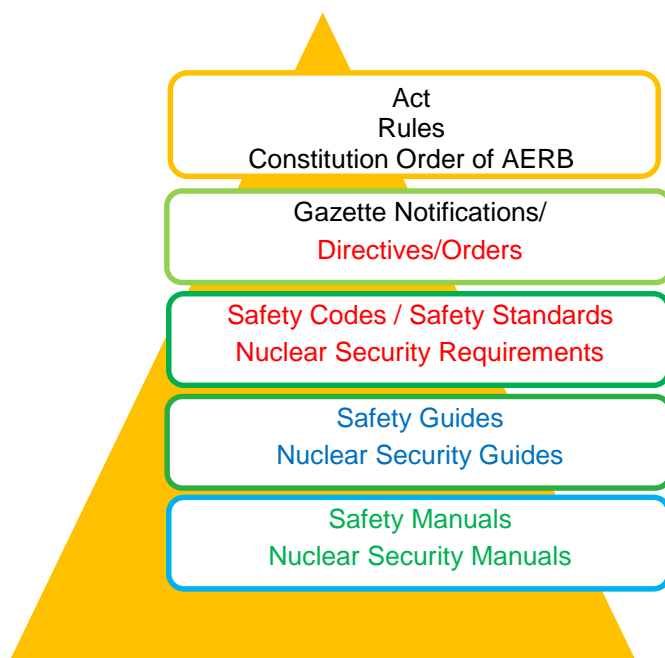 Act
Rules
Constitution Order of AERB
Gazette Notifications/
Directives/Orders
Safety Codes / Safety Standards
Nuclear Security Requirements
Safety Guides
Nuclear Security Guides
Safety Manuals
Nuclear Security Manuals